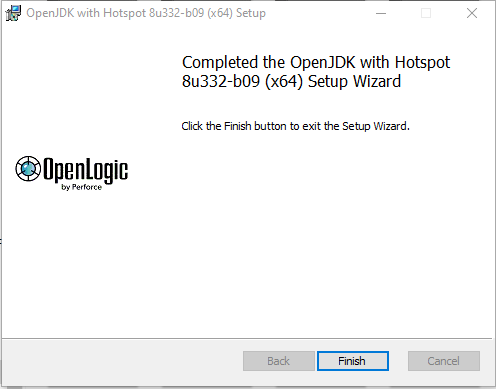 OpenJDK with Hotspot 8u332-b09 (x64) Setup
Completed the OpenJDK with Hotspot
8u332-b09 (x64) Setup Wizard
Click the Finish button to exit the Setup Wizard.
OpenLogic
by Perforce
Back
Finish
Cancel